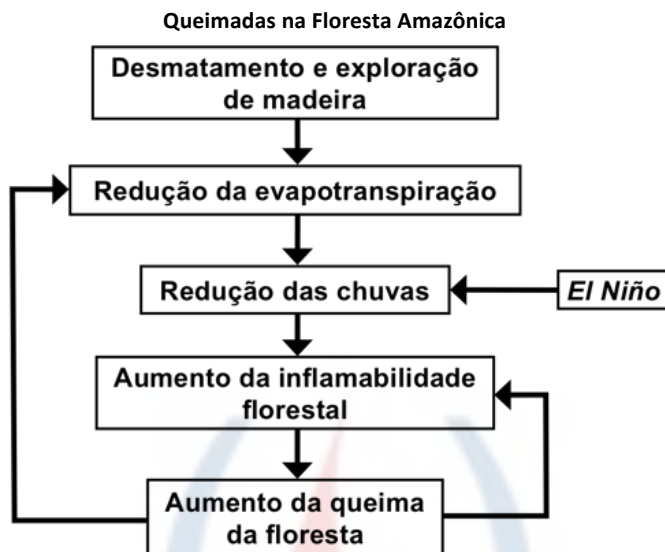 Queimadas na Floresta Amazônica
Desmatamento e exploração
de madeira
Redução da evapotranspiração
Redução das chuvas
El Niño
Aumento da inflamabilidade
florestal
Aumento da queima
da floresta